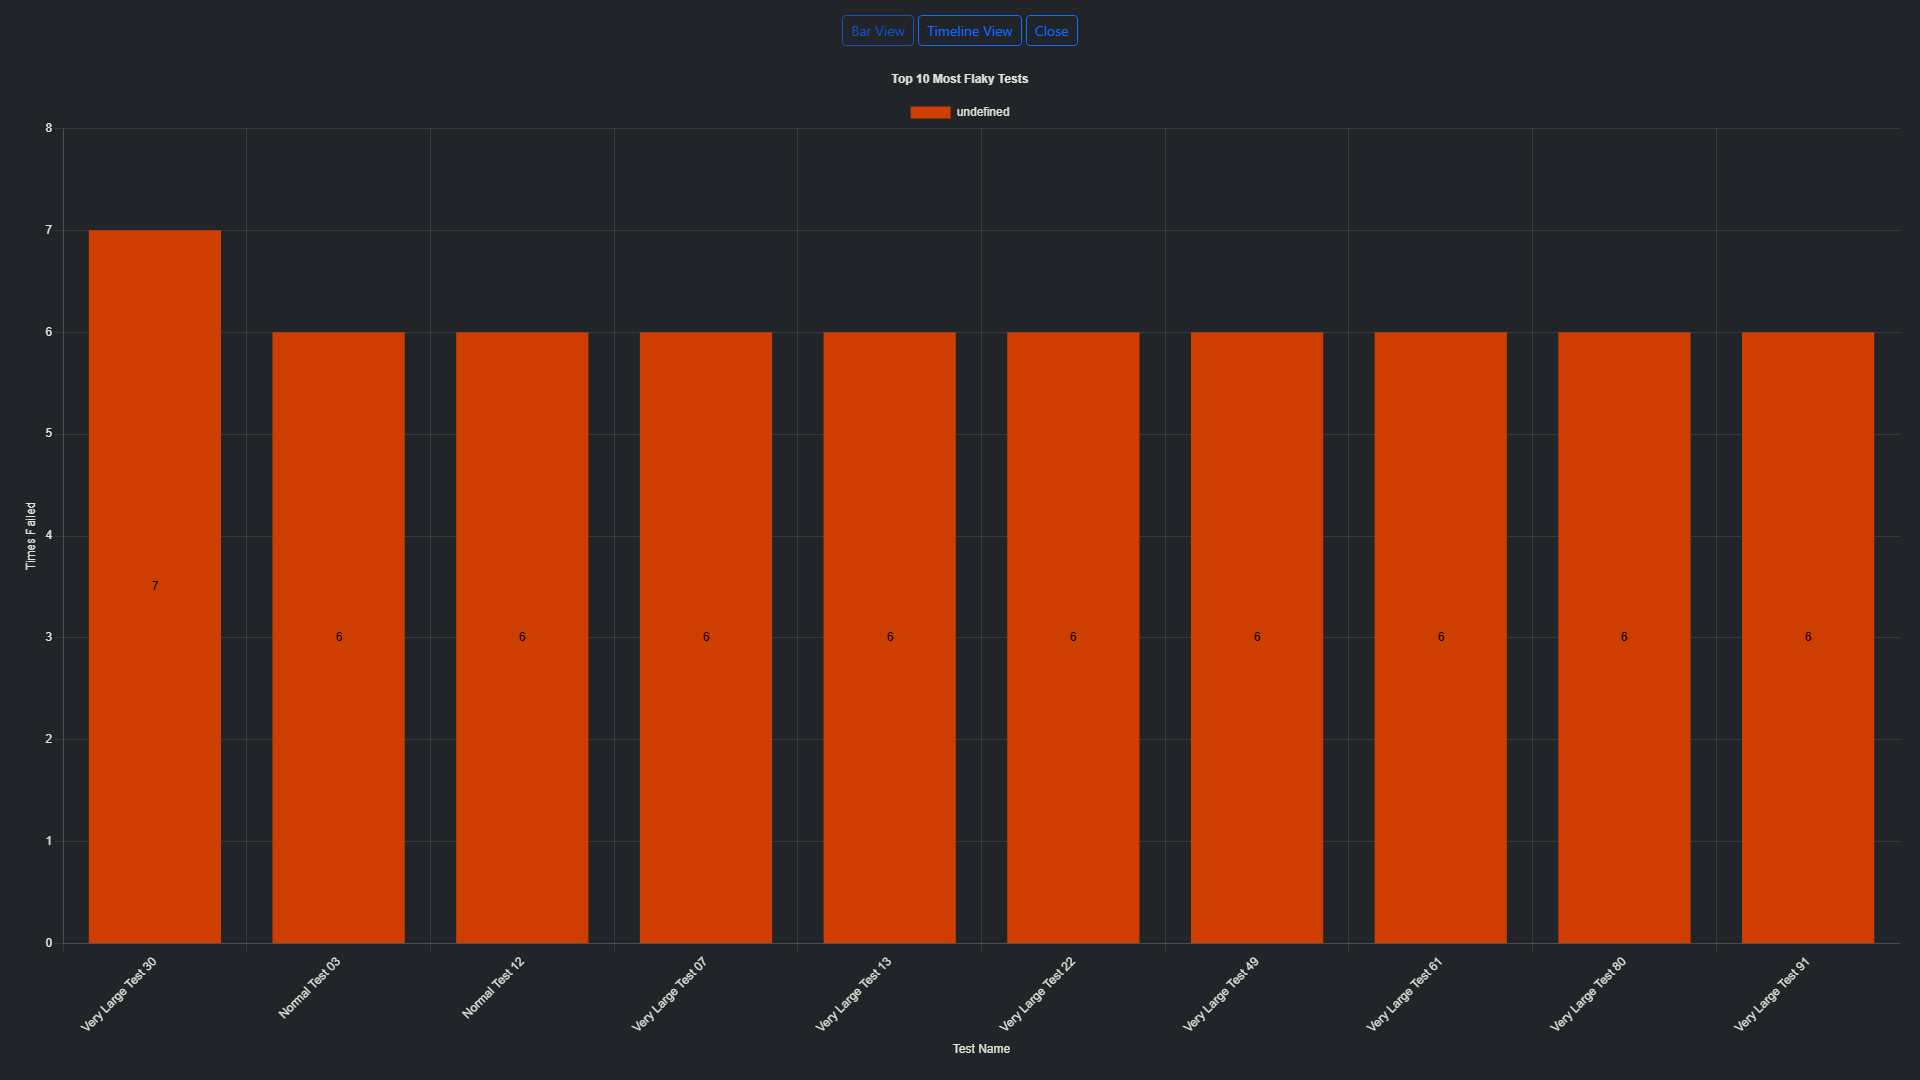 Bar View Timeline View Close
Top 10 Most Flaky Tests
undefined
8
7
6
5
4
3
2
1
0
Times Failed
7 6 6 6 6 6 6 6 6 6
Very Large Test 30
Normal Test 03
Normal Test 12
Very Large Test 07
Very Large Test 13
Very Large Test 22
Very Large Test 49
Very Large Test 61
Very Large Test 80
Very Large Test 91
Test Name